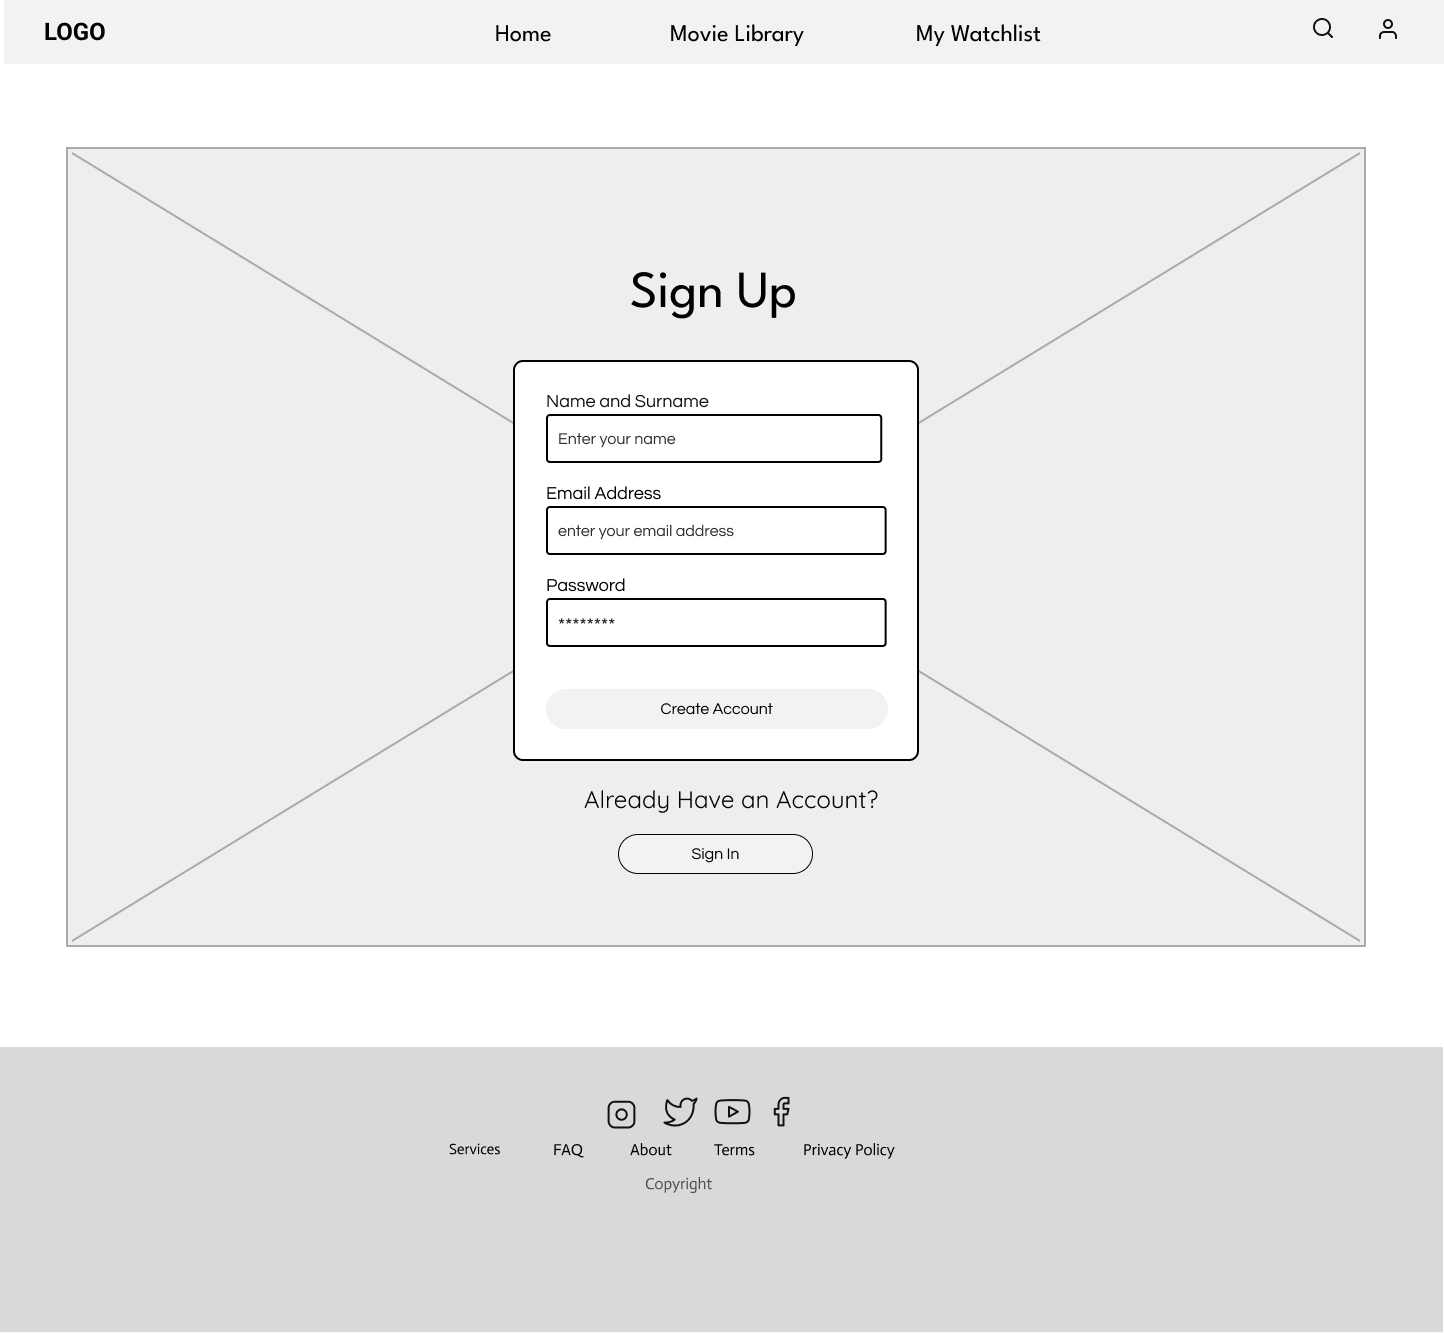 LOGO
Home
Movie Library
My Watchlist
Sign Up
Name and Surname
Enter your name
Email Address
enter your email address
Password
********
Create Account
Already Have an Account?
Sign In
Services
FAQ
About
Terms
Privacy Policy
Copyright